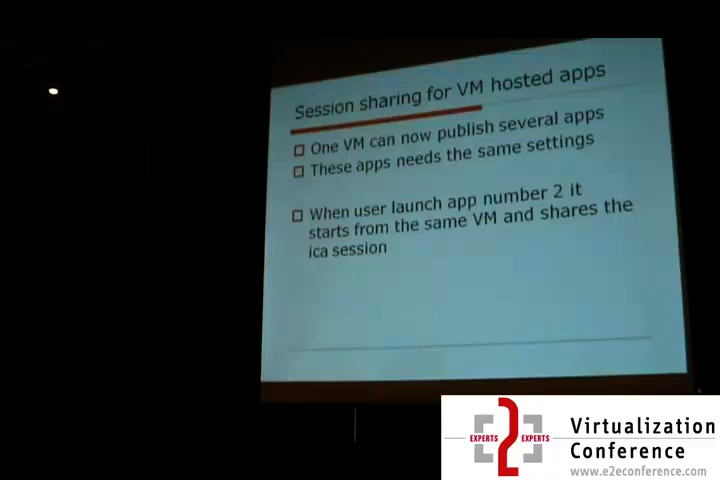 Session sharing for VM hosted apps
One VM can now publish several apps
These apps needs the same settings
When user launch app number 2 it
starts from the same VM and shares the
ica session
EXPERTS 2 EXPERTS
Virtualization
Conference
www.e2econference.com